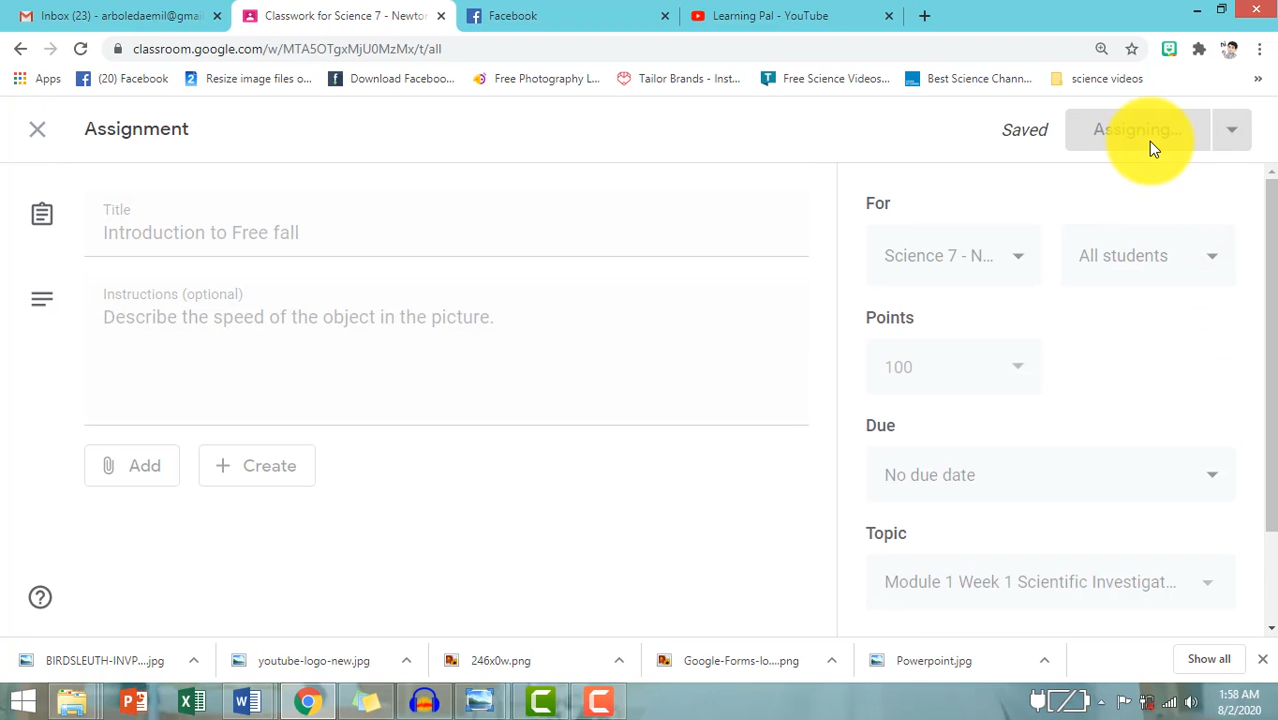 Inbox (23) - arboledaemil@gmail
Classwork for Science 7 - Newton
Facebook
Learning Pal - YouTube
classroom.google.com/w/MTA5OTgxMjU0MzMx/t/all
Apps
(20) Facebook
Resize image files o...
Download Faceboo...
Free Photography L...
Tailor Brands - Inst...
Free Science Videos...
Best Science Chann...
science videos
»
Assignment
Saved
Assigning...
Title
Introduction to Free fall
Instructions (optional)
Describe the speed of the object in the picture.
Add
Create
For
Science 7 - N...
All students
Points
100
Due
No due date
Topic
Module 1 Week 1 Scientific Investigat...
BIRDSLEUTH-INVP....jpg
youtube-logo-new.jpg
246x0w.png
Google-Forms-lo....png
Powerpoint.jpg
Show all
1:58 AM
8/2/2020